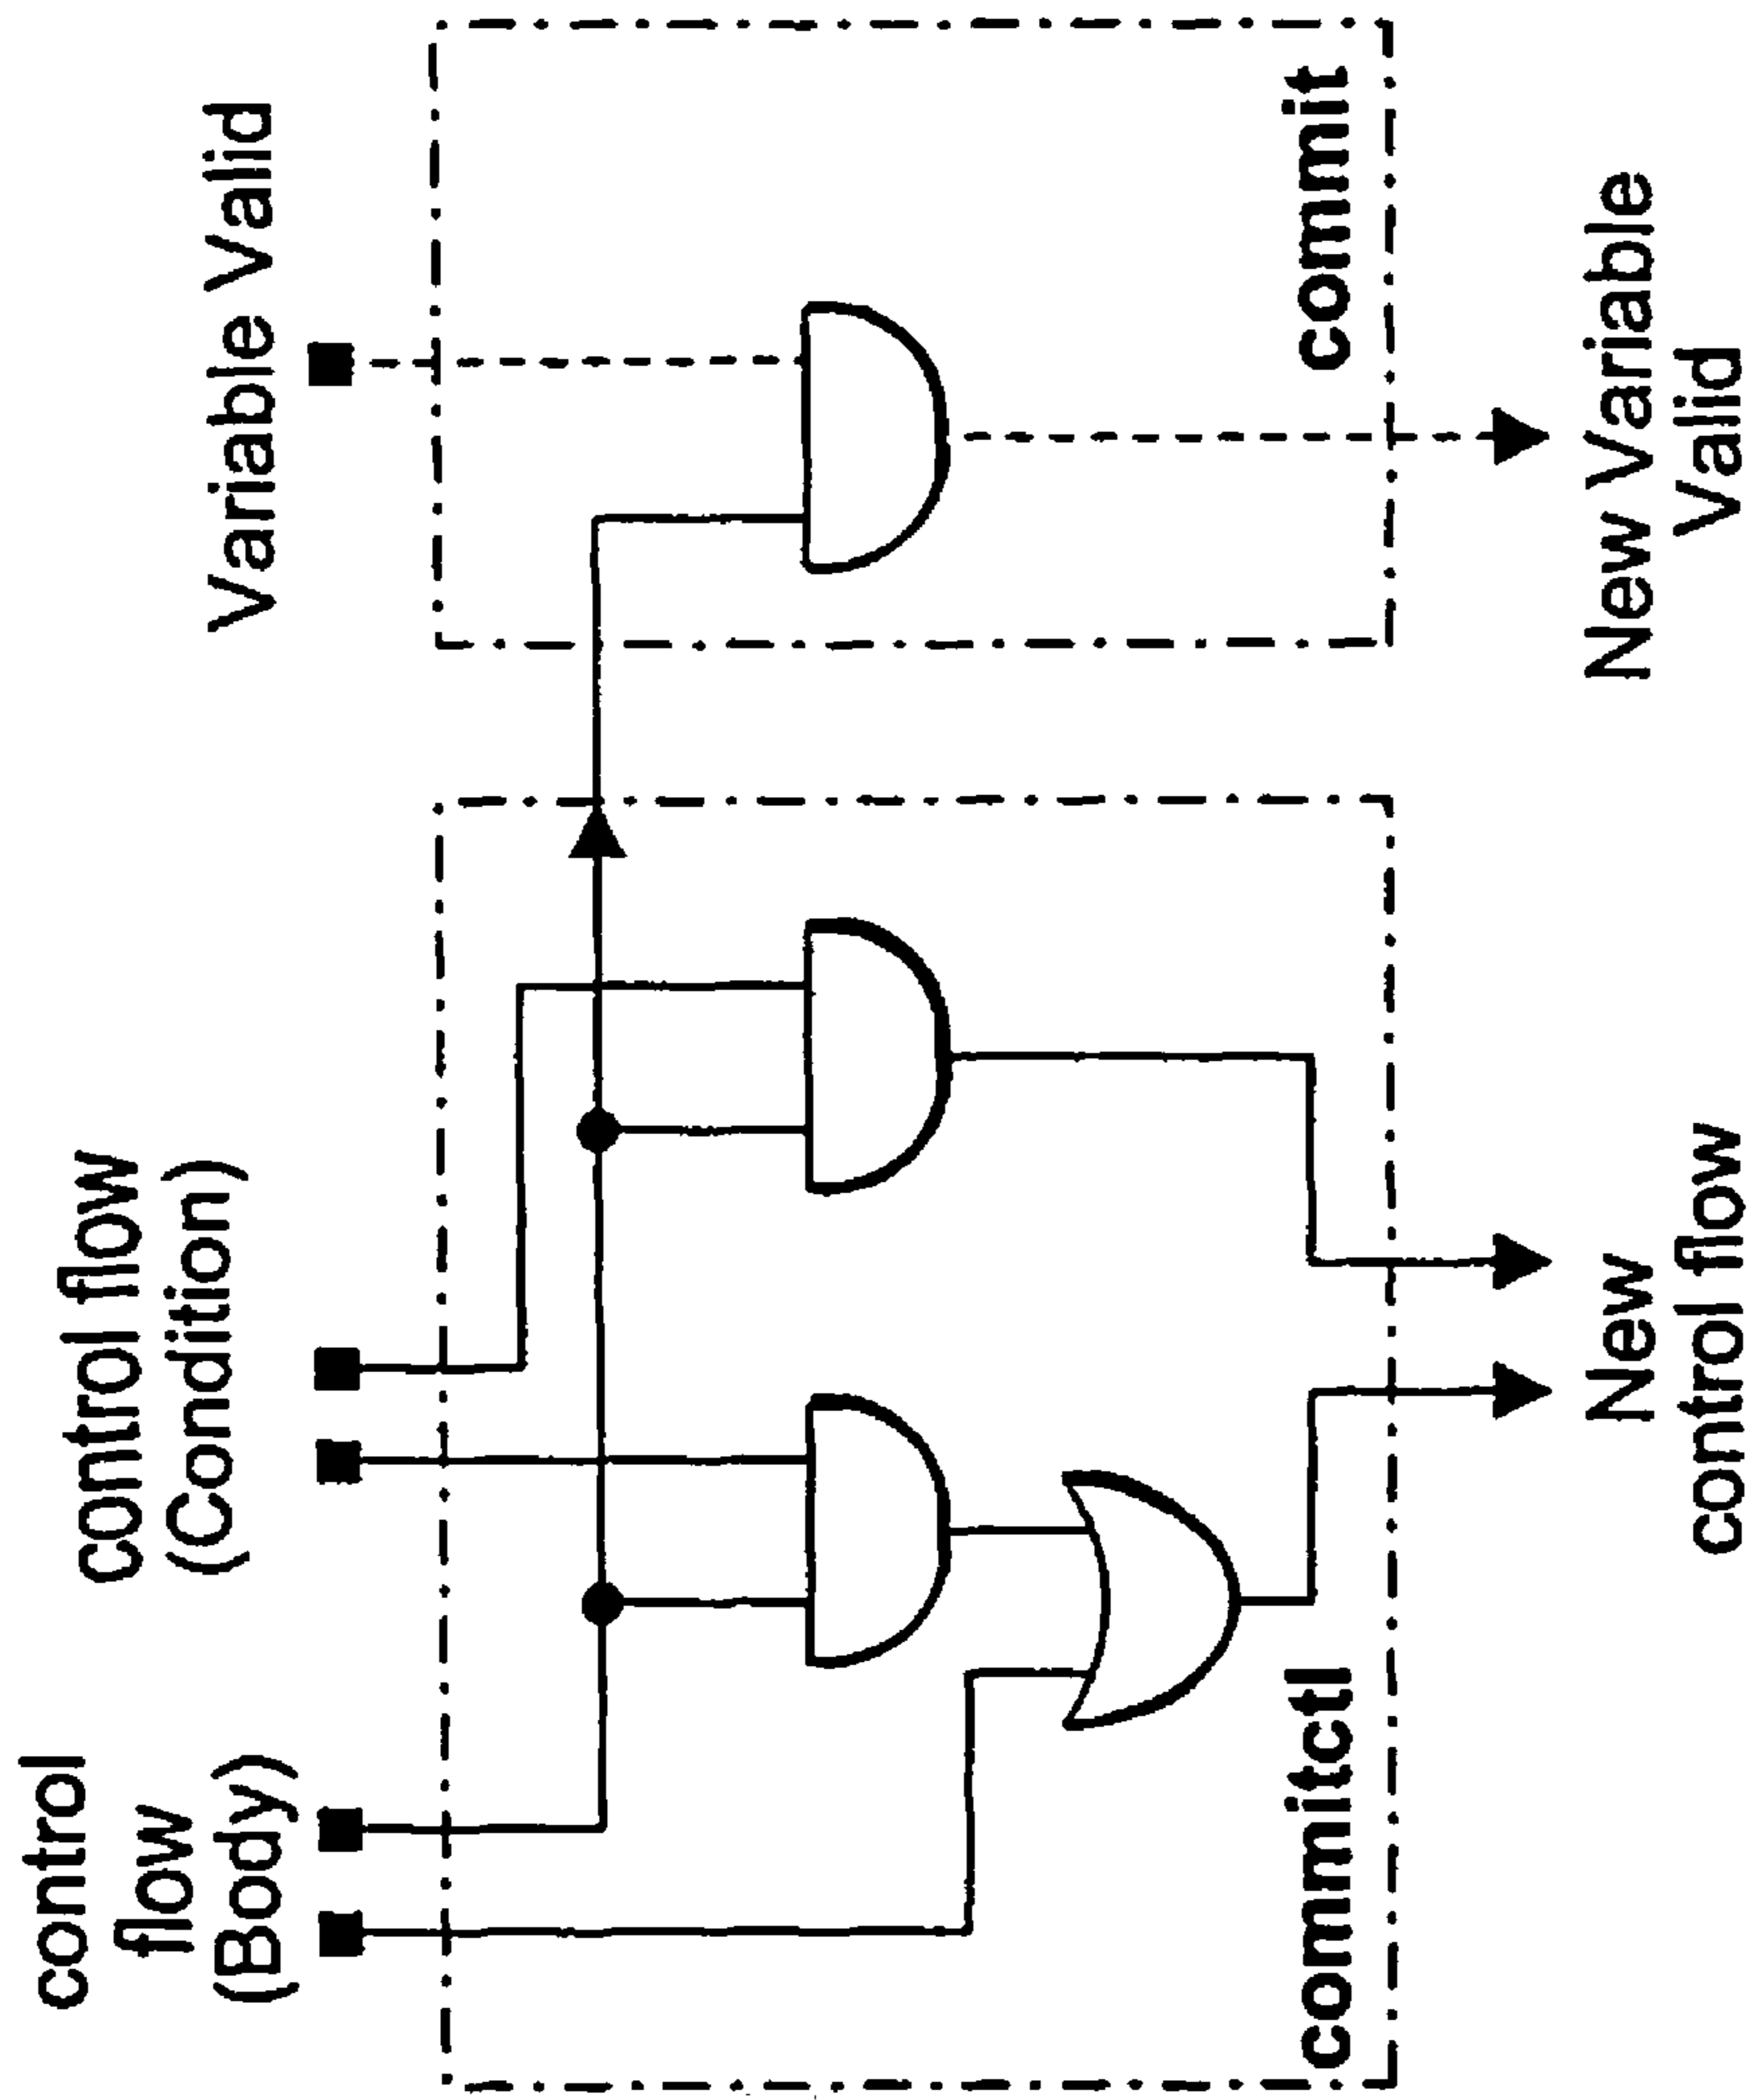 control
flow
(Body)
control flow
(Condition)
Variable Valid
commitctl
commit
New
control flow
New Variable
Valid